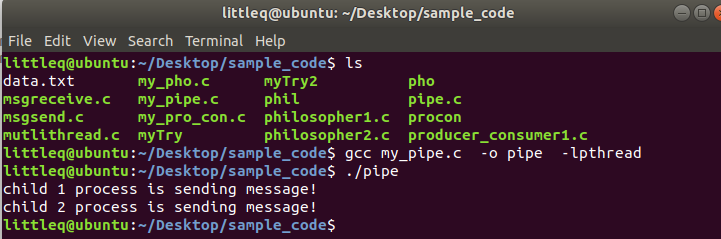 littleq@ubuntu: ~/Desktop/sample_code
File Edit View Search Terminal Help
littleq@ubuntu:~/Desktop/sample_code$ ls
data.txt my_pho.c myTry2 pho
msgreceive.c my_pipe.c phil pipe.c
msgsend.c my_pro_con.c philosopher1.c procon
mutlithread.c myTry philosopher2.c producer_consumer1.c
littleq@ubuntu:~/Desktop/sample_code$ gcc my_pipe.c -o pipe -lpthread
littleq@ubuntu:~/Desktop/sample_code$ ./pipe
child 1 process is sending message!
child 2 process is sending message!
littleq@ubuntu:~/Desktop/sample_code$